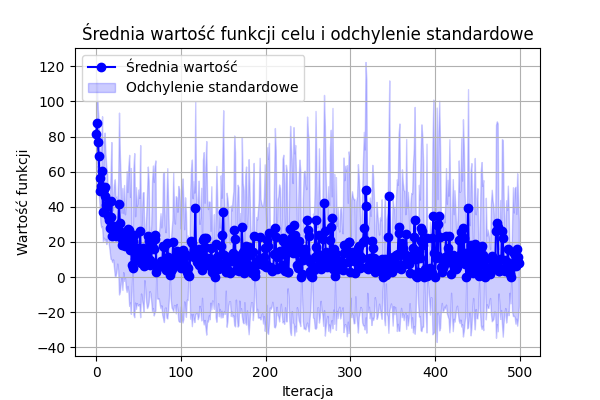 Średnia wartość funkcji celu i odchylenie standardowe
Średnia wartość
Odchylenie standardowe
Wartość funkcji
120
100
80
60
40
20
0
−20
−40
0 100 200 300 400 500
Iteracja